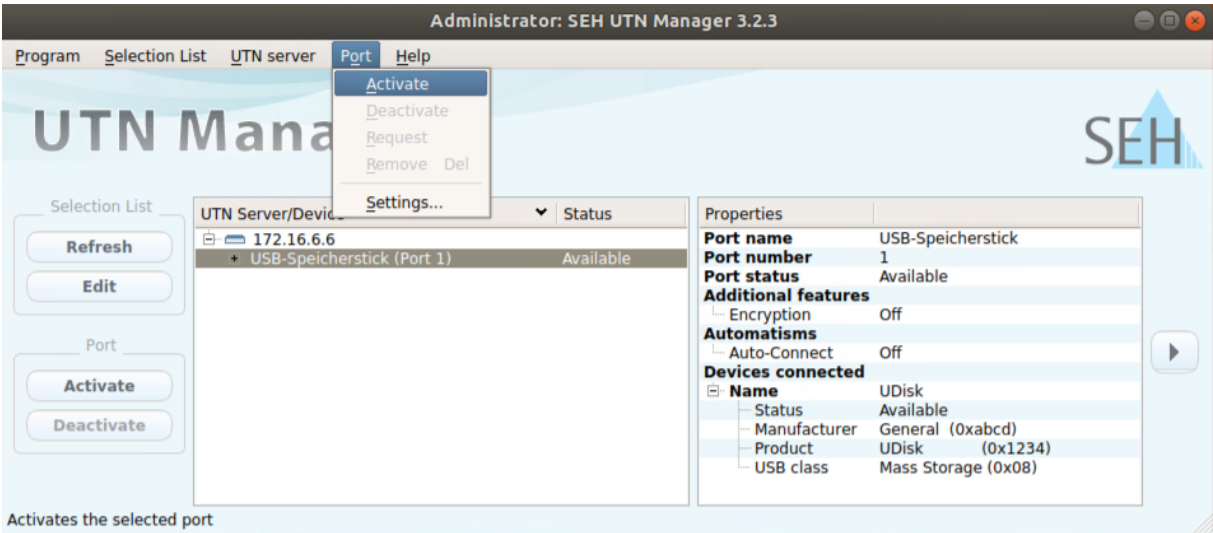 Administrator: SEH UTN Manager 3.2.3
Program Selection List UTN server Port Help
Activate
Deactivate
Request
Remove Del
Settings...
UTN Mana
SEH
Selection List
Refresh
Edit
Port
Activate
Deactivate
UTN Server/Devic Status
172.16.6.6
USB-Speicherstick (Port 1) Available
Properties
Port name USB-Speicherstick
Port number 1
Port status Available
Additional features
Encryption Off
Automatisms
Auto-Connect Off
Devices connected
Name UDisk
Status Available
Manufacturer General (0xabcd)
Product UDisk (0x1234)
USB class Mass Storage (0x08)
Activates the selected port